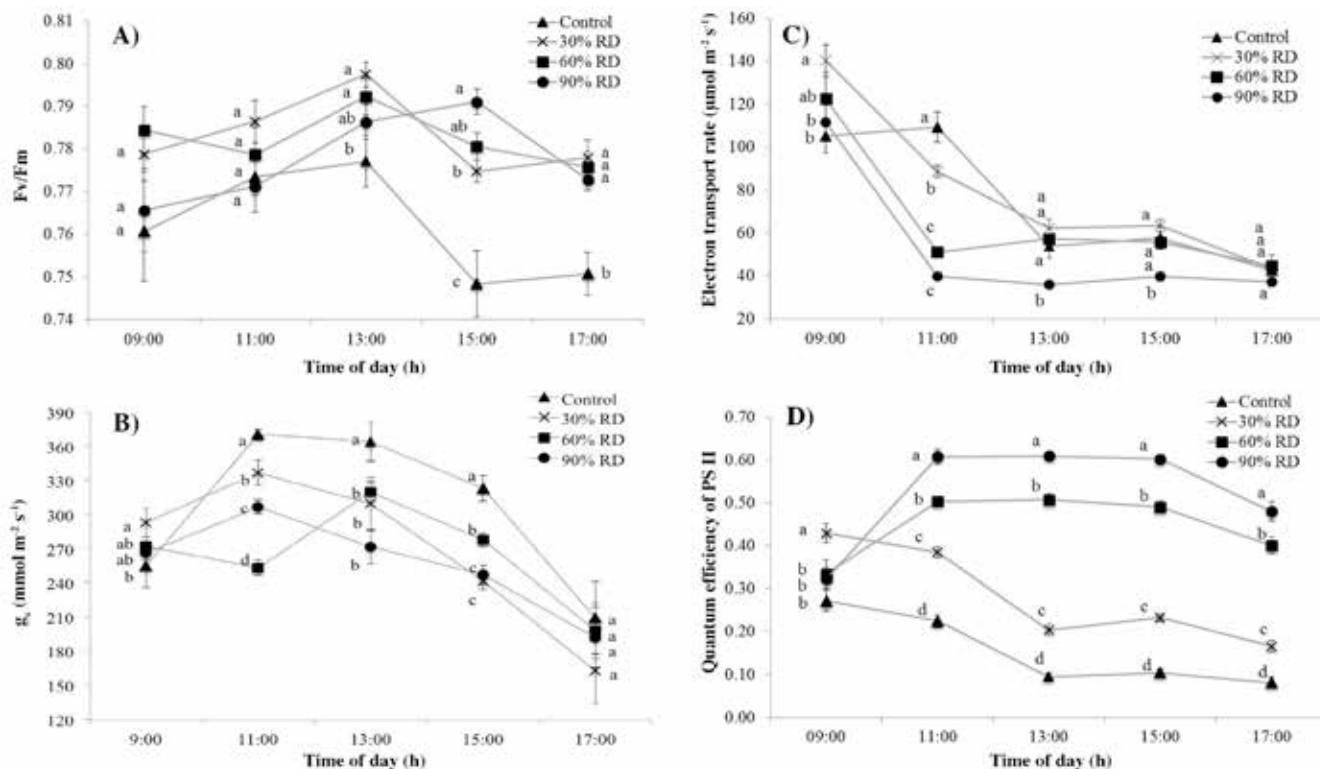 A)
Control
30% RD
60% RD
90% RD
Fv/Fm
0.81
0.80
0.79
0.78
0.77
0.76
0.75
0.74
a
a
a
a
a
a
a
a
a
ab
b
a
ab
b
c
a
a
a
b
09:00 11:00 13:00 15:00 17:00
Time of day (h)
C)
Control
30% RD
60% RD
90% RD
Electron transport rate (µmol m⁻² s⁻¹)
160
140
120
100
80
60
40
20
a
ab
b
b
a
b
c
c
a
a
a
b
a
a
a
b
a
a
a
a
09:00 11:00 13:00 15:00 17:00
Time of day (h)
B)
Control
30% RD
60% RD
90% RD
gs (mmol m⁻² s⁻¹)
390
360
330
300
270
240
210
180
150
120
a
ab
ab
b
a
b
c
d
a
b
b
b
a
b
c
c
a
a
a
a
9:00 11:00 13:00 15:00 17:00
Time of day (h)
D)
Control
30% RD
60% RD
90% RD
Quantum efficiency of PS II
0.70
0.60
0.50
0.40
0.30
0.20
0.10
0.00
a
b
b
b
a
b
c
d
a
b
c
d
a
b
c
d
a
b
c
d
09:00 11:00 13:00 15:00 17:00
Time of day (h)